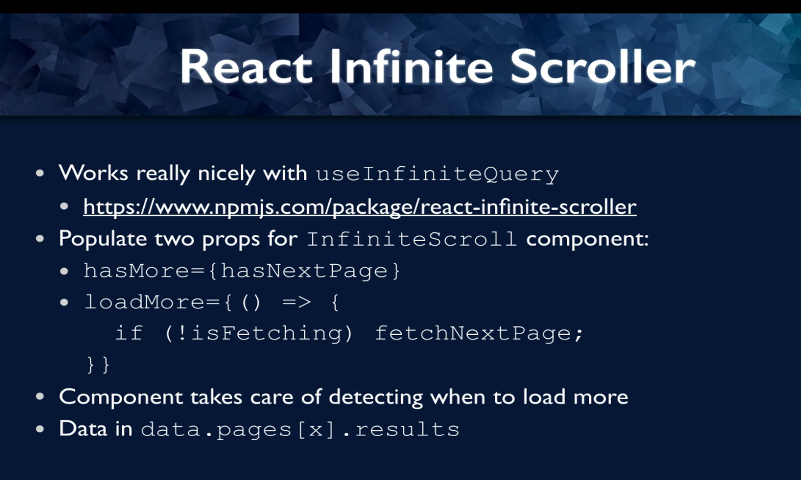 React Infinite Scroller
• Works really nicely with useInfiniteQuery
• https://www.npmjs.com/package/react-infinite-scroller
• Populate two props for InfiniteScroll component:
• hasMore={hasNextPage}
• loadMore={() => {
if (!isFetching) fetchNextPage;
}}
• Component takes care of detecting when to load more
• Data in data.pages[x].results